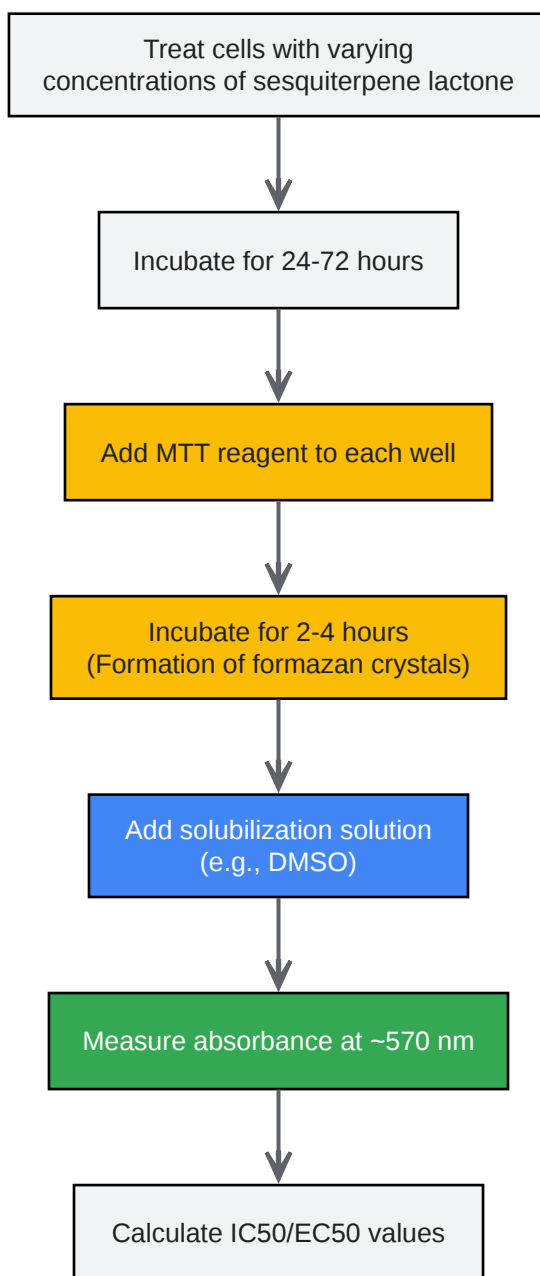 Treat cells with varying
concentrations of sesquiterpene lactone
Incubate for 24-72 hours
Add MTT reagent to each well
Incubate for 2-4 hours
(Formation of formazan crystals)
Add solubilization solution
(e.g., DMSO)
Measure absorbance at ~570 nm
Calculate IC50/EC50 values